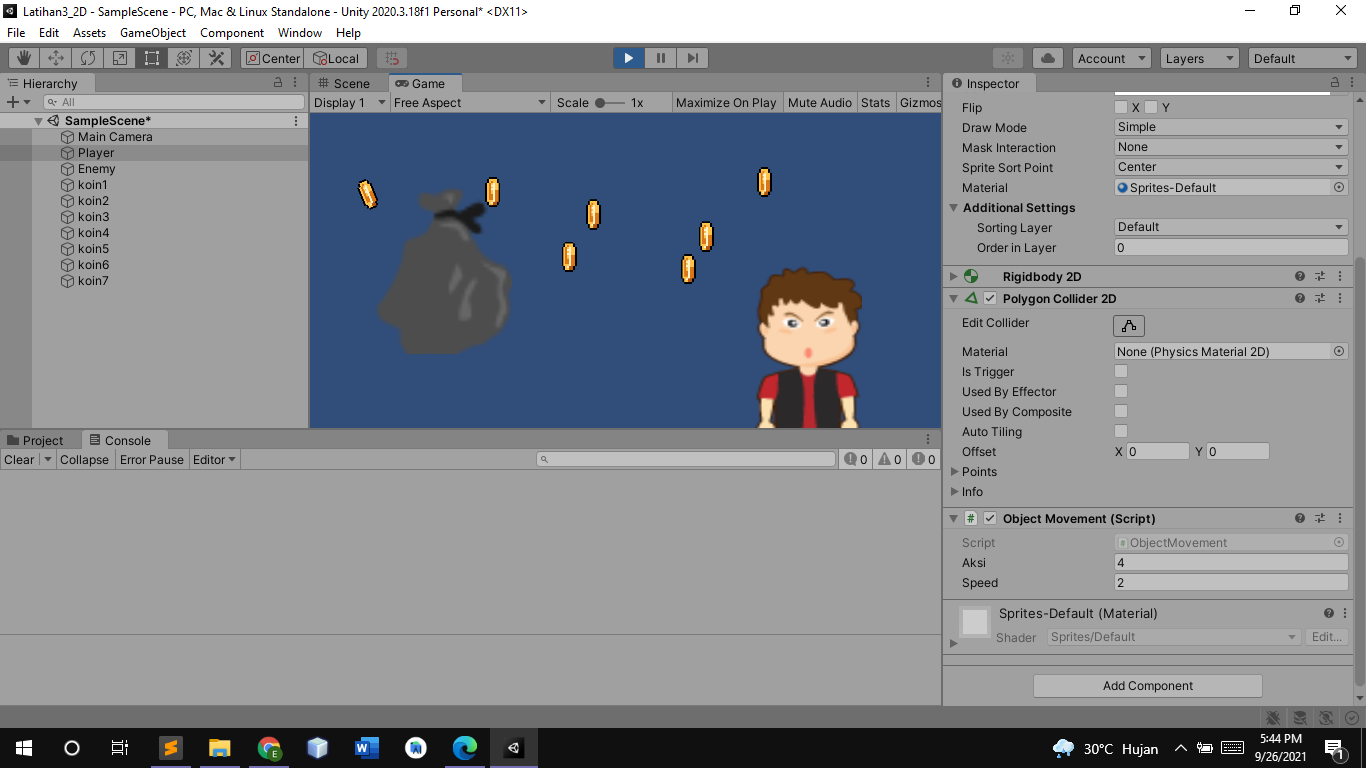 Latihan3_2D - SampleScene - PC, Mac & Linux Standalone - Unity 2020.3.18f1 Personal* <DX11>
File Edit Assets GameObject Component Window Help
Center Local Account Layers Default
Hierarchy
All
SampleScene*
Main Camera
Player
Enemy
koin1
koin2
koin3
koin4
koin5
koin6
koin7
Scene Game
Display 1 Free Aspect Scale 1x Maximize On Play Mute Audio Stats Gizmos
Project Console
Clear Collapse Error Pause Editor 0 0 0
Inspector
Flip X Y
Draw Mode Simple
Mask Interaction None
Sprite Sort Point Center
Material Sprites-Default
Additional Settings
Sorting Layer Default
Order in Layer 0
Rigidbody 2D
Polygon Collider 2D
Edit Collider
Material None (Physics Material 2D)
Is Trigger
Used By Effector
Used By Composite
Auto Tiling
Offset X 0 Y 0
Points
Info
# Object Movement (Script)
Script ObjectMovement
Aksi 4
Speed 2
Sprites-Default (Material)
Shader Sprites/Default Edit...
Add Component
30°C Hujan 5:44 PM
9/26/2021 1